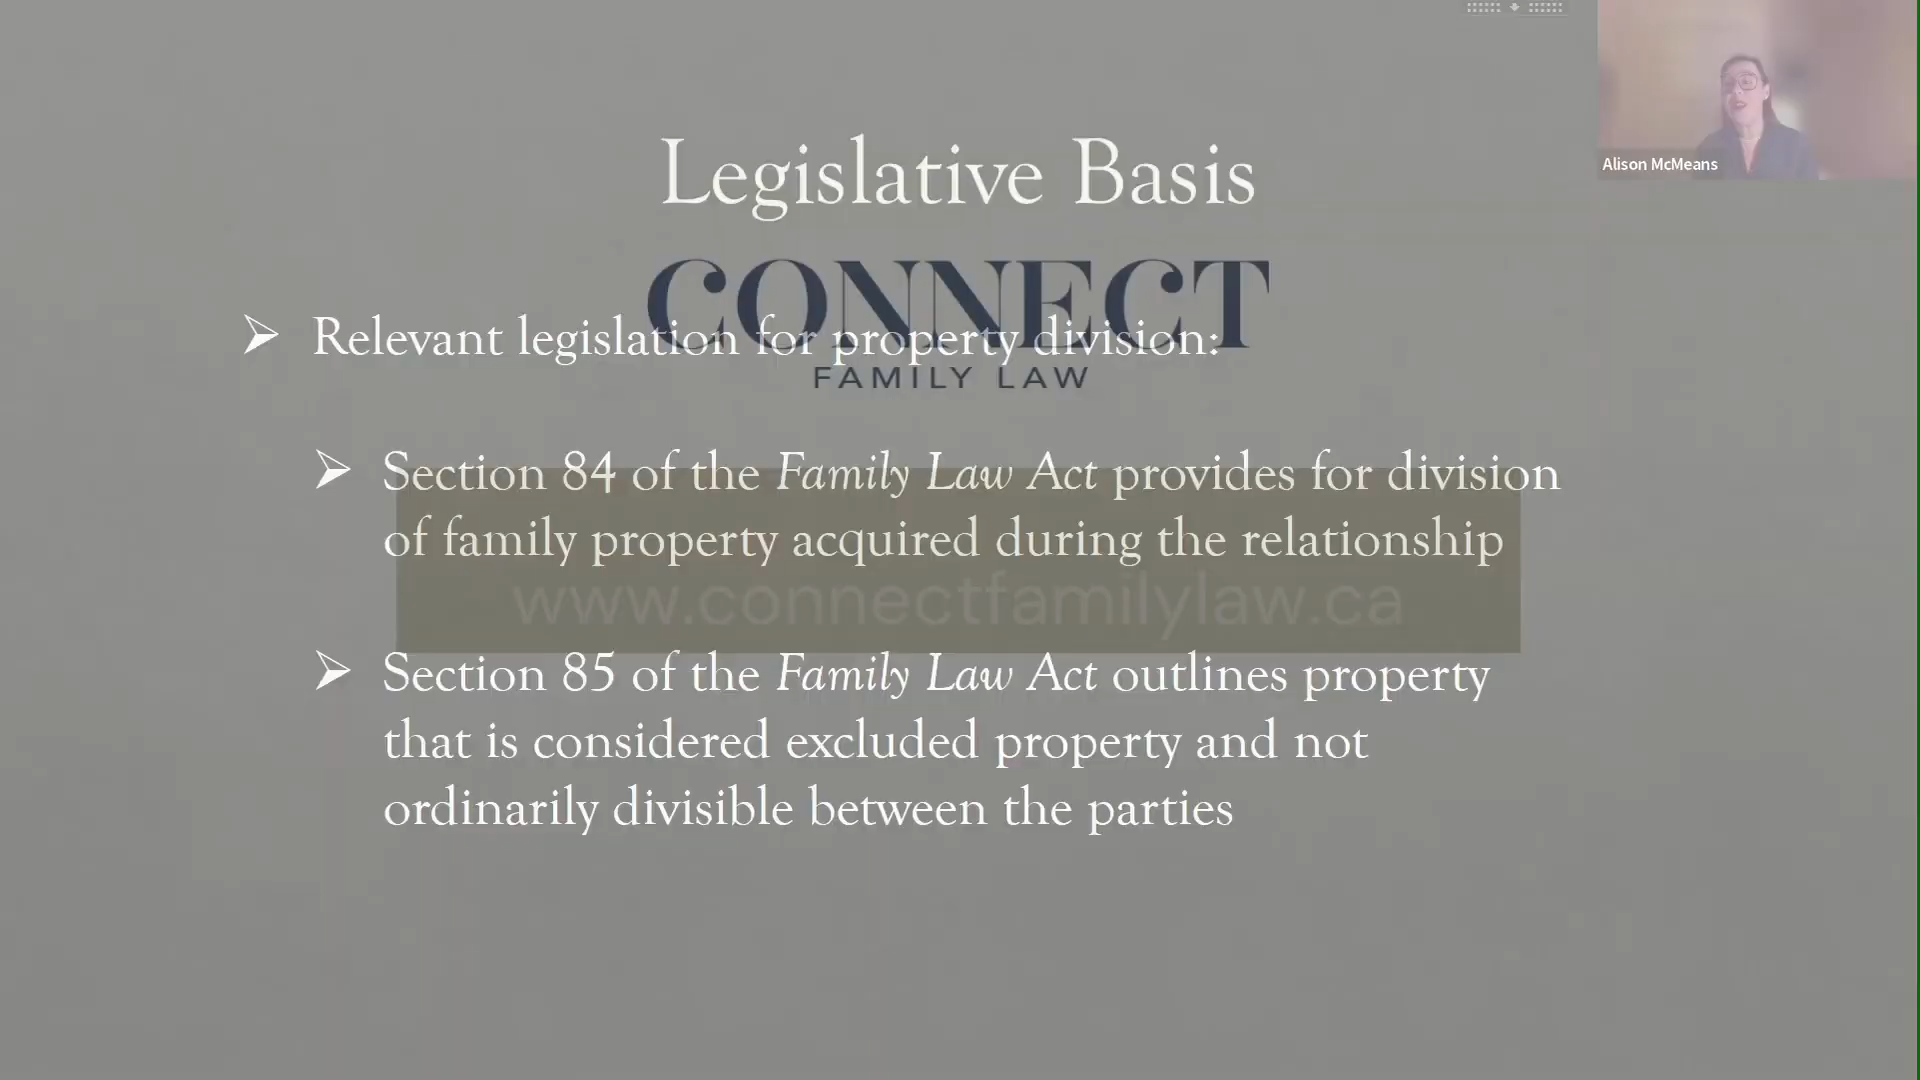 Alison McMeans
Legislative Basis
CONNECT
FAMILY LAW
➢ Relevant legislation for property division:
➢ Section 84 of the Family Law Act provides for division
of family property acquired during the relationship
www.connectfamilylaw.ca
➢ Section 85 of the Family Law Act outlines property
that is considered excluded property and not
ordinarily divisible between the parties